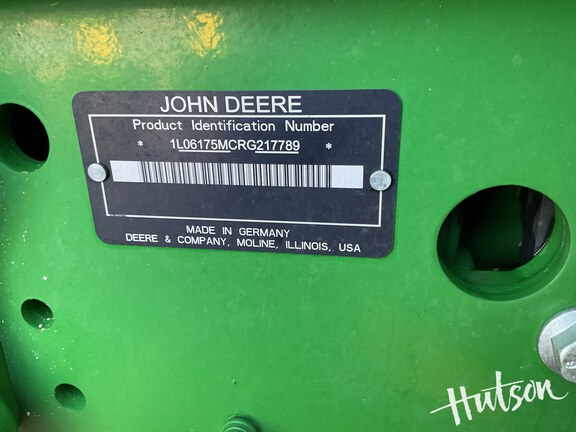 JOHN DEERE
Product Identification Number
* 1L06175MCRG217789 *
MADE IN GERMANY
DEERE & COMPANY, MOLINE, ILLINOIS, USA
Hutson